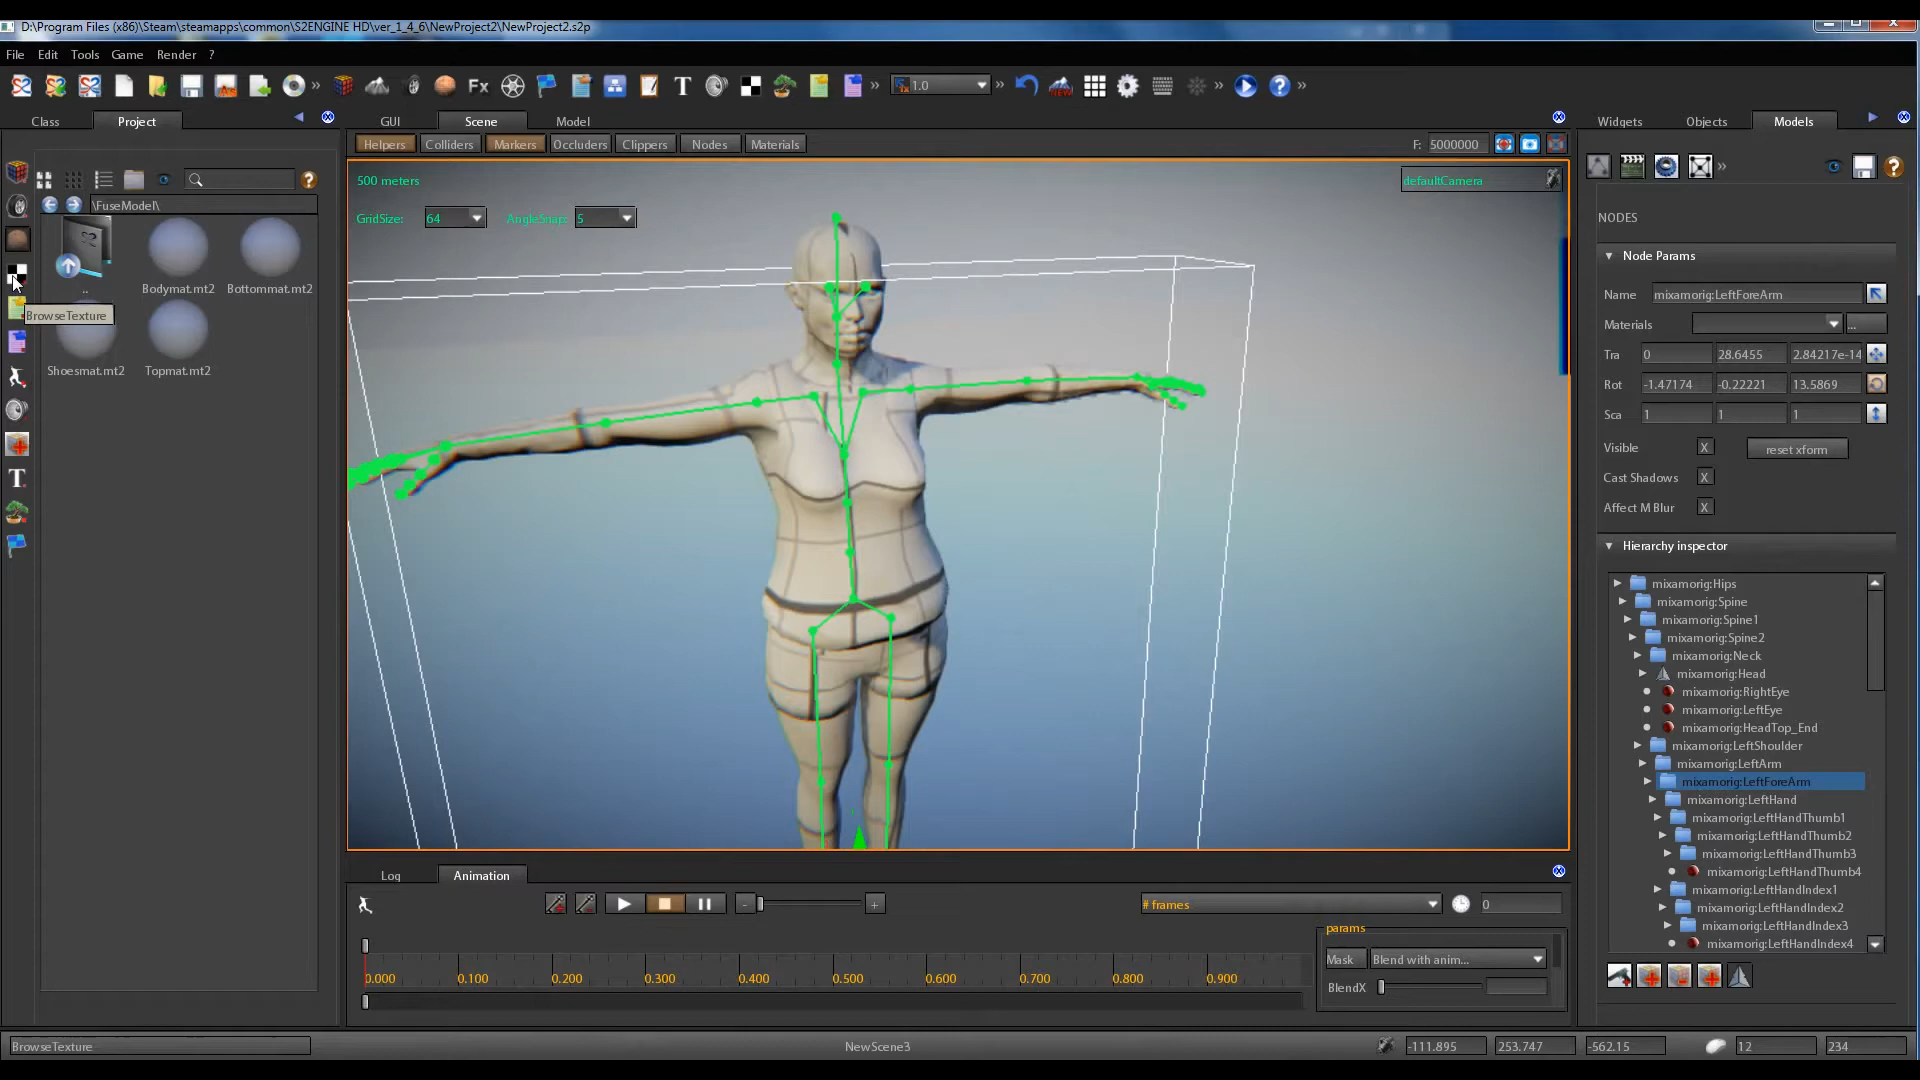 D:\Program Files (x86)\Steam\steamapps\common\S2ENGINE HD\ver_1_4_6\NewProject2\NewProject2.s2p
File Edit Tools Game Render ?
Fx T 1.0
Class Project
GUI Scene Model
Widgets Objects Models
Helpers Colliders Markers Occluders Clippers Nodes Materials
F: 5000000
500 meters
defaultCamera
GridSize: 64 AngleSnap: 5
\FuseModel\
..
Bodymat.mt2
Bottommat.mt2
BrowseTexture
Shoesmat.mt2
Topmat.mt2
T
NODES
Node Params
Name mixamorig:LeftForeArm
Materials ...
Tra 0 28.6455 2.84217e-14
Rot -1.47174 -0.22221 13.5869
Sca 1 1 1
Visible X reset xform
Cast Shadows X
Affect M Blur X
Hierarchy inspector
mixamorig:Hips
mixamorig:Spine
mixamorig:Spine1
mixamorig:Spine2
mixamorig:Neck
mixamorig:Head
mixamorig:RightEye
mixamorig:LeftEye
mixamorig:HeadTop_End
mixamorig:LeftShoulder
mixamorig:LeftArm
mixamorig:LeftForeArm
mixamorig:LeftHand
mixamorig:LeftHandThumb1
mixamorig:LeftHandThumb2
mixamorig:LeftHandThumb3
mixamorig:LeftHandThumb4
mixamorig:LeftHandIndex1
mixamorig:LeftHandIndex2
mixamorig:LeftHandIndex3
mixamorig:LeftHandIndex4
Log Animation
- + # frames 0
params
Mask Blend with anim...
BlendX
0.000 0.100 0.200 0.300 0.400 0.500 0.600 0.700 0.800 0.900
BrowseTexture
NewScene3
-111.895 253.747 -562.15 12 234